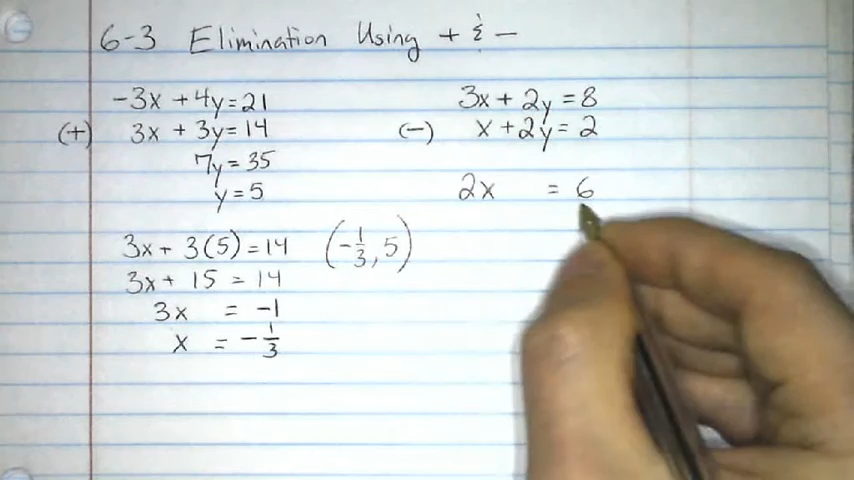 6-3 Elimination Using + & -
-3x + 4y = 21
(+) 3x + 3y = 14
7y = 35
y = 5
3x + 3(5) = 14 (-1/3, 5)
3x + 15 = 14
3x = -1
x = -1/3
3x + 2y = 8
(-) x + 2y = 2
2x = 6